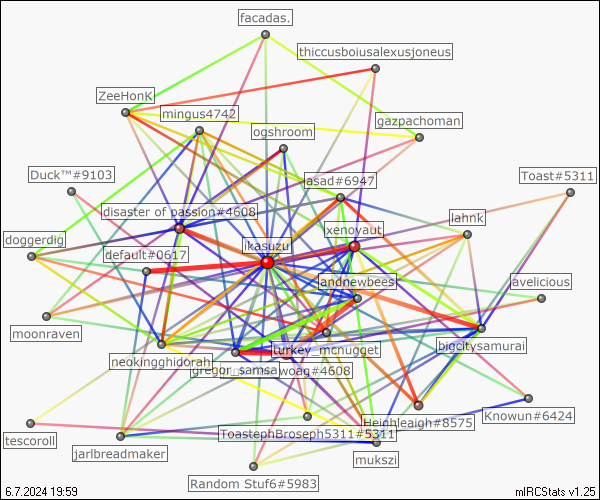 facadas.
thiccusboiusalexusjoneus
ZeeHonK
mingus4742
gazpachoman
ogshroom
Duck™#9103
asad#6947
Toast#5311
disaster of passion#4608
lahnk
ixenoyaut
doggerdig
ikasuzu
default#0617
andnewbees
avelicious
moonraven
bigcitysamurai
turkey_mcnugget
neokingghidorah
gregor_samsa
woag#4608
Heinhleaigh#8575
Knowun#6424
ToastephBroseph5311#5311
tescoroll
jarlbreadmaker
mukszi
Random Stuf6#5983
6.7.2024 19:59
mIRCStats v1.25